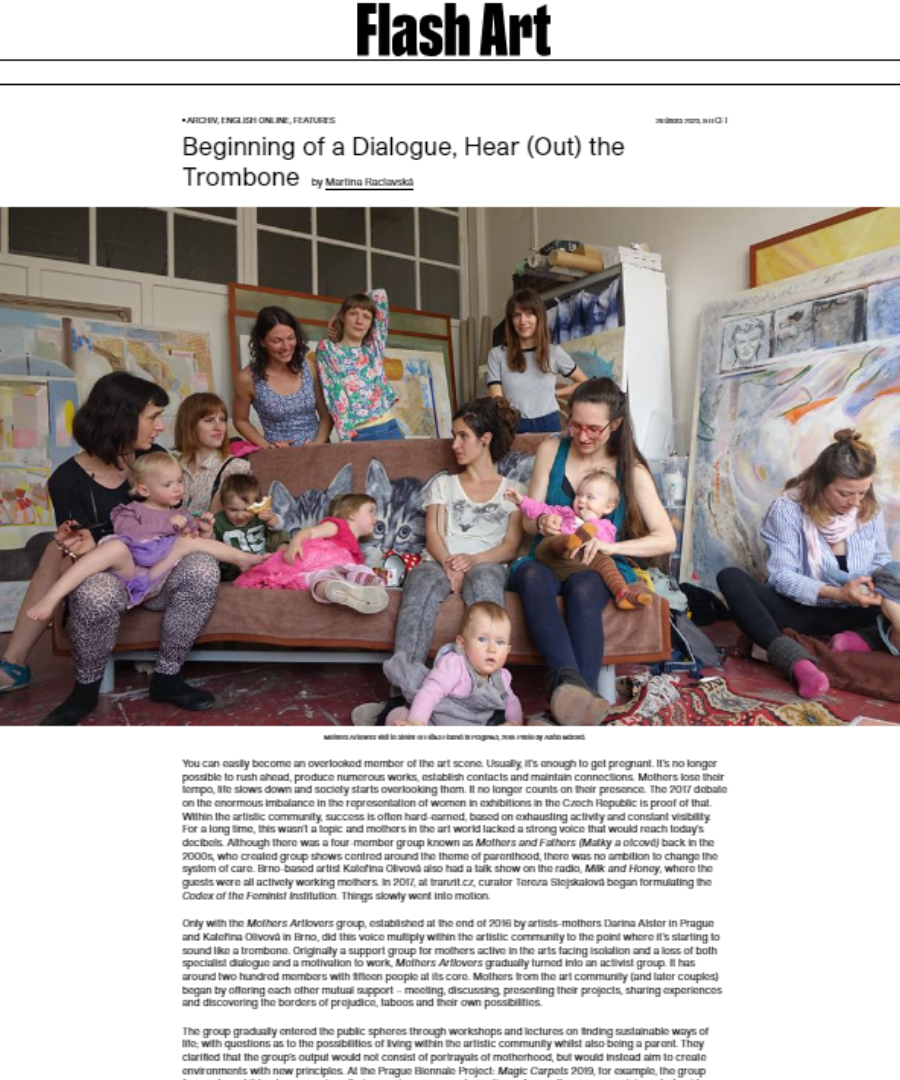 Flash Art
• ARCHIV, ENGLISH ONLINE, FEATURES
Beginning of a Dialogue, Hear (Out) the
Trombone by Martina Raclavská
You can easily become an overlooked member of the art scene. Usually, it's enough to get pregnant. It's no longer
possible to rush ahead, produce numerous works, establish contacts and maintain connections. Mothers lose their
tempo, life slows down and society starts overlooking them. It no longer counts on their presence. The 2017 debate
on the enormous imbalance in the representation of women in exhibitions in the Czech Republic is proof of that.
Within the artistic community, success is often hard-earned, based on exhausting activity and constant visibility.
For a long time, this wasn't a topic and mothers in the art world lacked a strong voice that would reach today's
decibels. Although there was a four-member group known as Mothers and Fathers (Matky a otcové) back in the
2000s, who created group shows centred around the theme of parenthood, there was no ambition to change the
system of care. Brno-based artist Kateřina Olivová also had a talk show on the radio, Milk and Honey, where the
guests were all actively working mothers. In 2017, at tranzit.cz, curator Tereza Stejskalová began formulating the
Codex of the Feminist Institution. Things slowly went into motion.
Only with the Mothers Artlovers group, established at the end of 2016 by artists-mothers Darina Alster in Prague
and Kateřina Olivová in Brno, did this voice multiply within the artistic community to the point where it's starting to
sound like a trombone. Originally a support group for mothers active in the arts facing isolation and a loss of both
specialist dialogue and a motivation to work, Mothers Artlovers gradually turned into an activist group. It has
around two hundred members with fifteen people at its core. Mothers from the art community (and later couples)
began by offering each other mutual support – meeting, discussing, presenting their projects, sharing experiences
and discovering the borders of prejudice, taboos and their own possibilities.
The group gradually entered the public spheres through workshops and lectures on finding sustainable ways of
life; with questions as to the possibilities of living within the artistic community whilst also being a parent. They
clarified that the group's output would not consist of portrayals of motherhood, but would instead aim to create
environments with new principles. At the Prague Biennale Project: Magic Carpets 2019, for example, the group